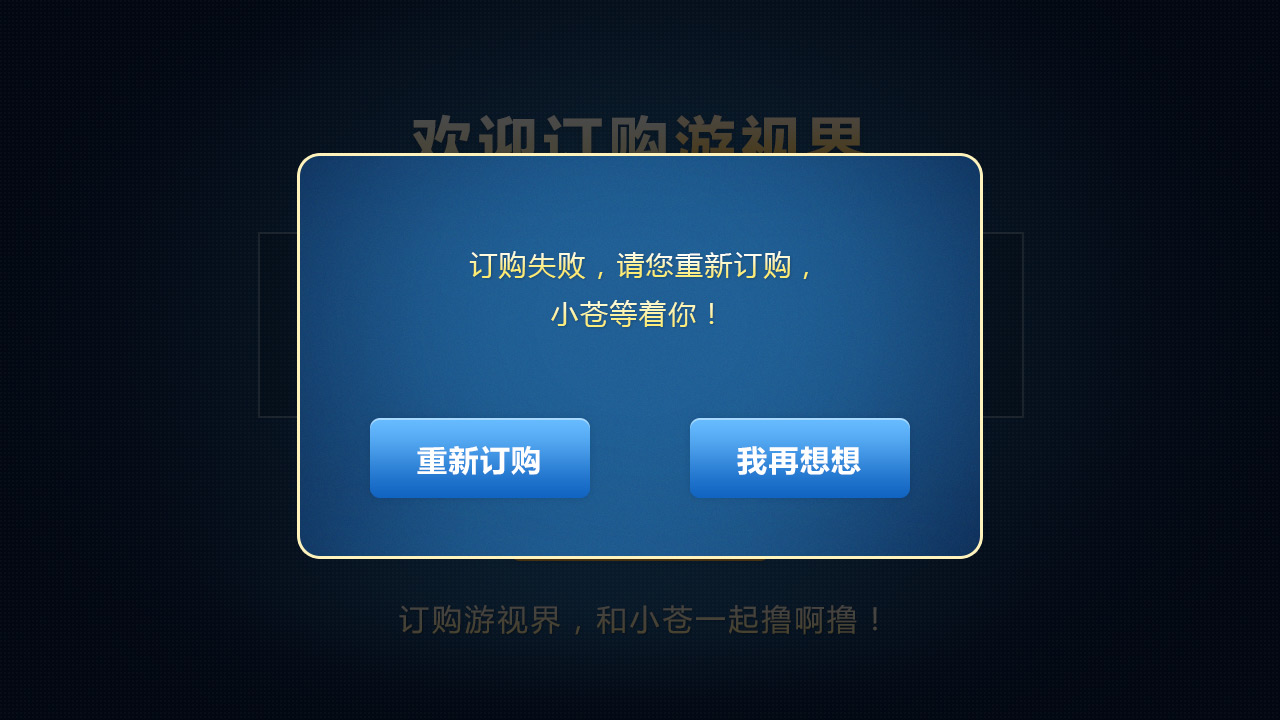 欢迎订购游视界
订购失败，请您重新订购，
小苍等着你！
重新订购
我再想想
订购游视界，和小苍一起撸啊撸！